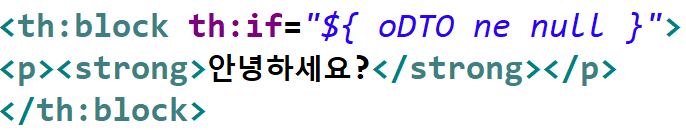 <th:block th:if="${ oDTO ne null }">
<p><strong>안녕하세요?</strong></p>
</th:block>